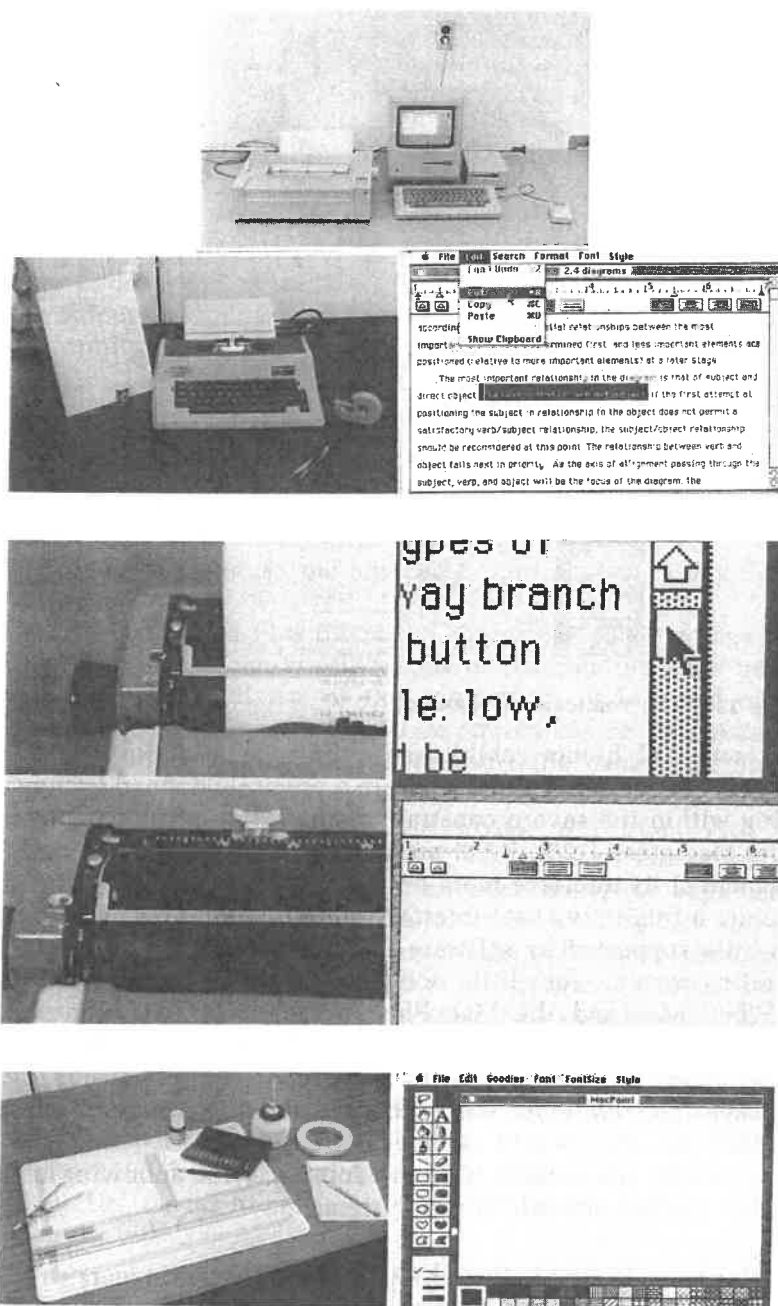 File Edit Search Format Font Style
Undo
2.4 diagrams
Copy
Paste
Show Clipboard
according relationships between the most
important first, and less important elements are
positioned (relative to more important elements) at a later stage.
The most important relationship in the diagram is that of subject and
direct object If the first attempt at
positioning the subject in relationship to the object does not permit a
satisfactory verb/subject relationship, the subject/object relationship
should be reconsidered at this point. The relationship between verb and
object falls next in priority. As the axis of alignment passing through the
subject, verb, and object will be the focus of the diagram, the
way branch
button
low,
the
File Edit Goodies Font FontSize Style
MacPaint
A